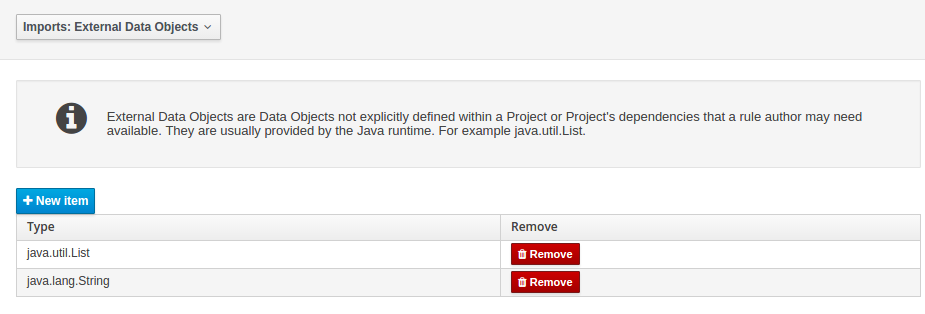 Imports: External Data Objects
External Data Objects are Data Objects not explicitly defined within a Project or Project's dependencies that a rule author may need
available. They are usually provided by the Java runtime. For example java.util.List.
New item
Type Remove
java.util.List Remove
java.lang.String Remove